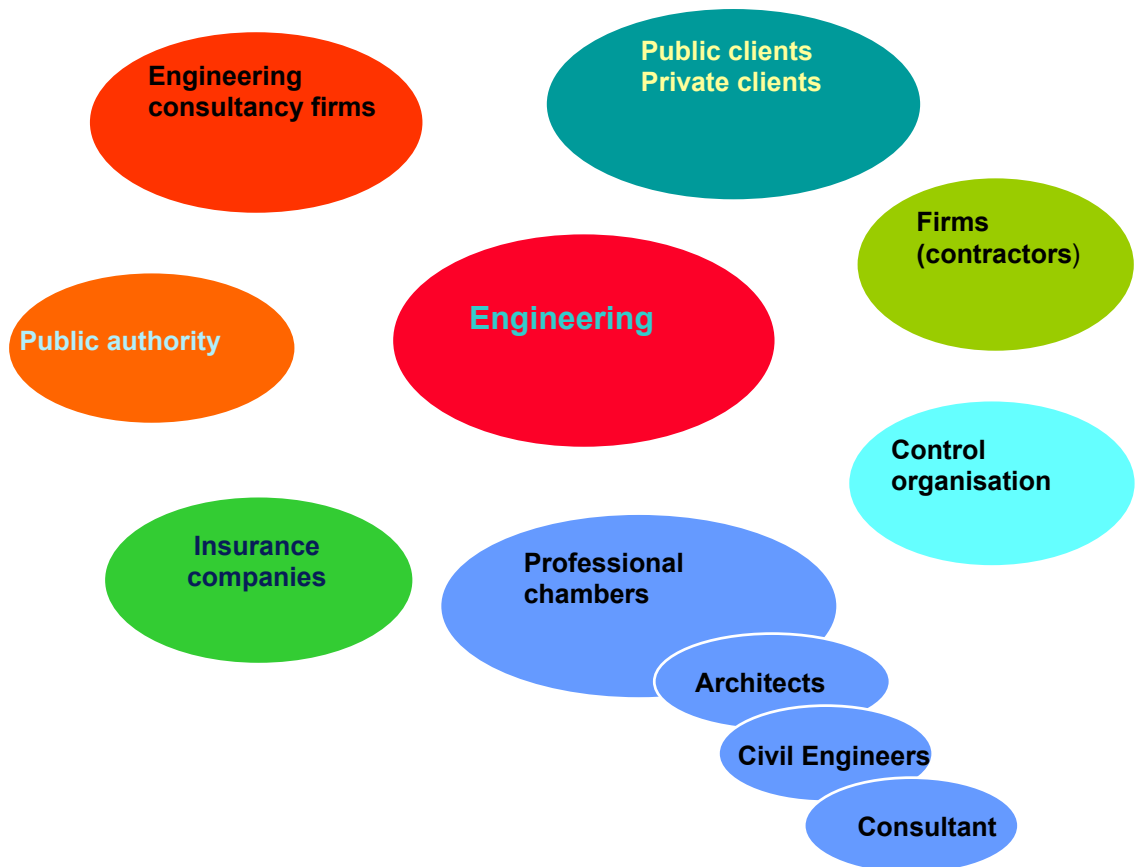 Engineering
consultancy firms
Public clients
Private clients
Firms
(contractors)
Engineering
Public authority
Control
organisation
Insurance
companies
Professional
chambers
Architects
Civil Engineers
Consultant